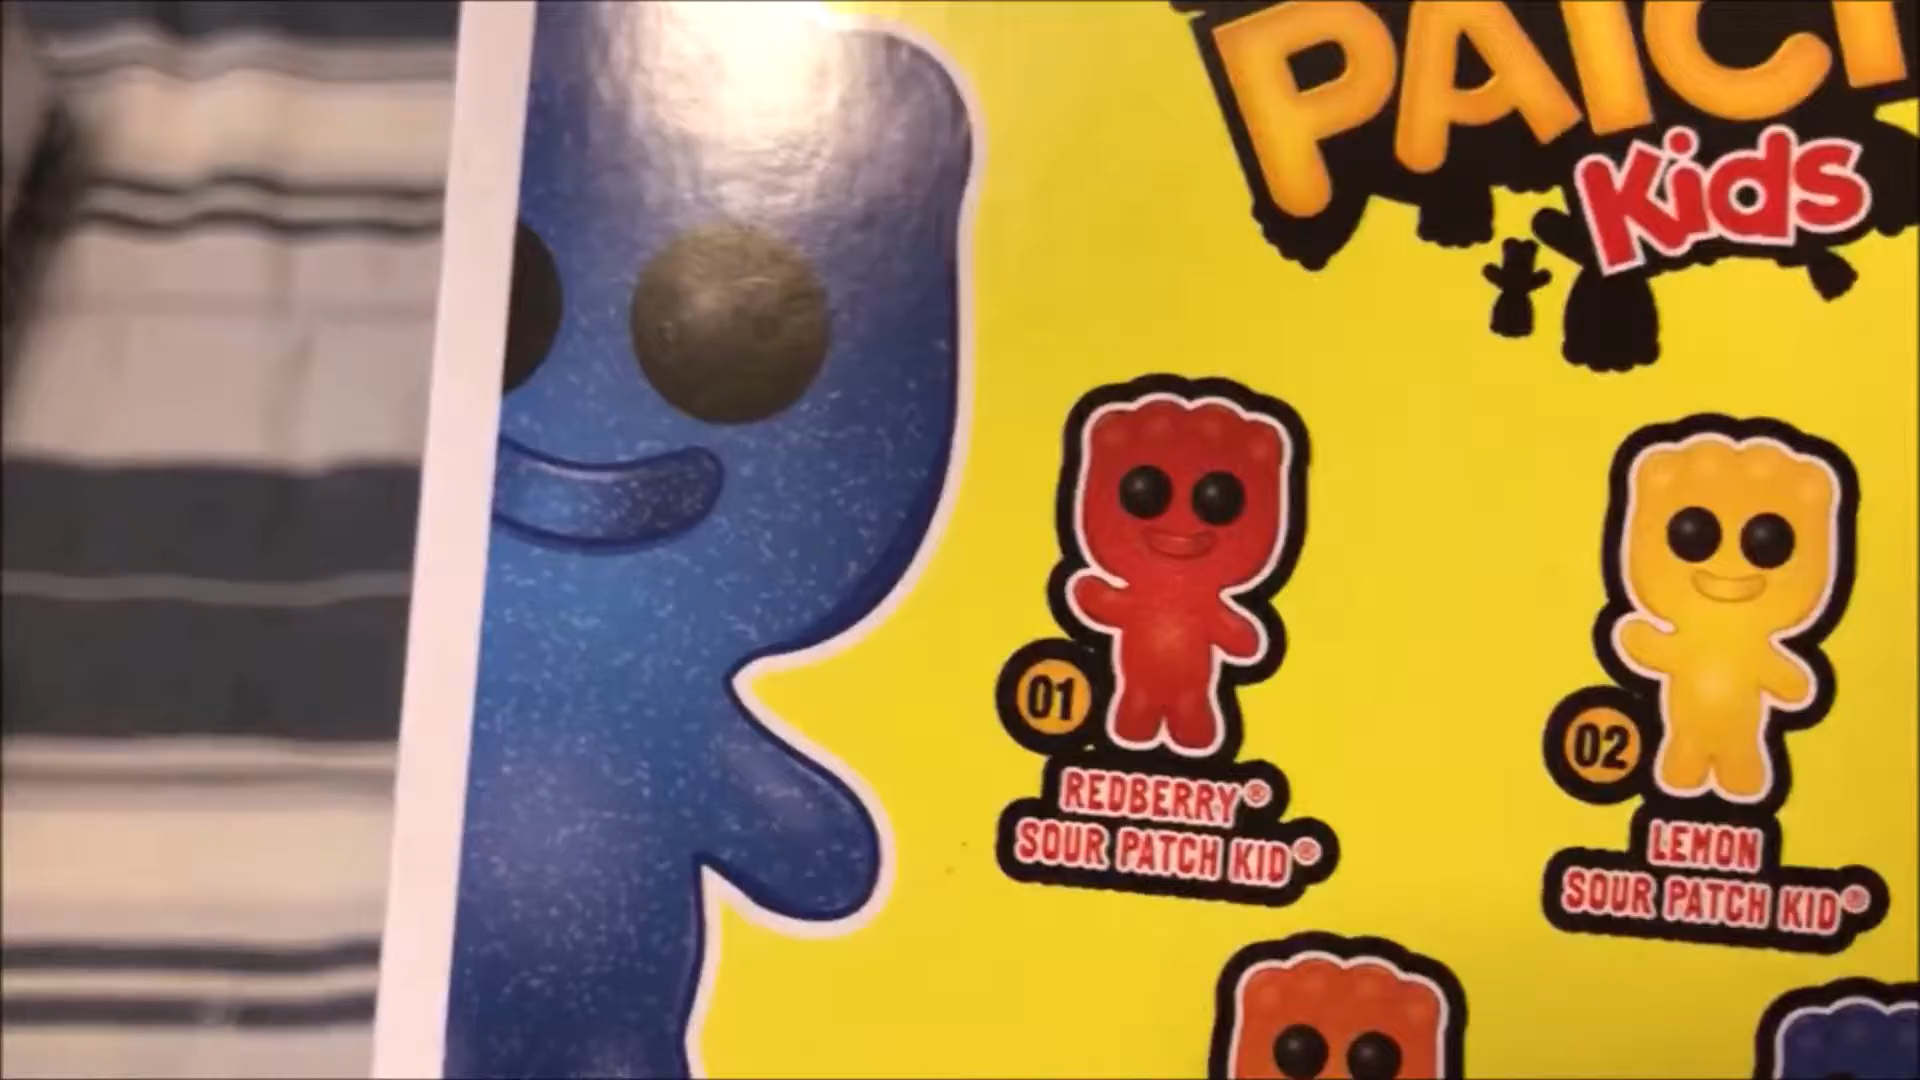 PATC
Kids
01
REDBERRY®
SOUR PATCH KID®
02
LEMON
SOUR PATCH KID®